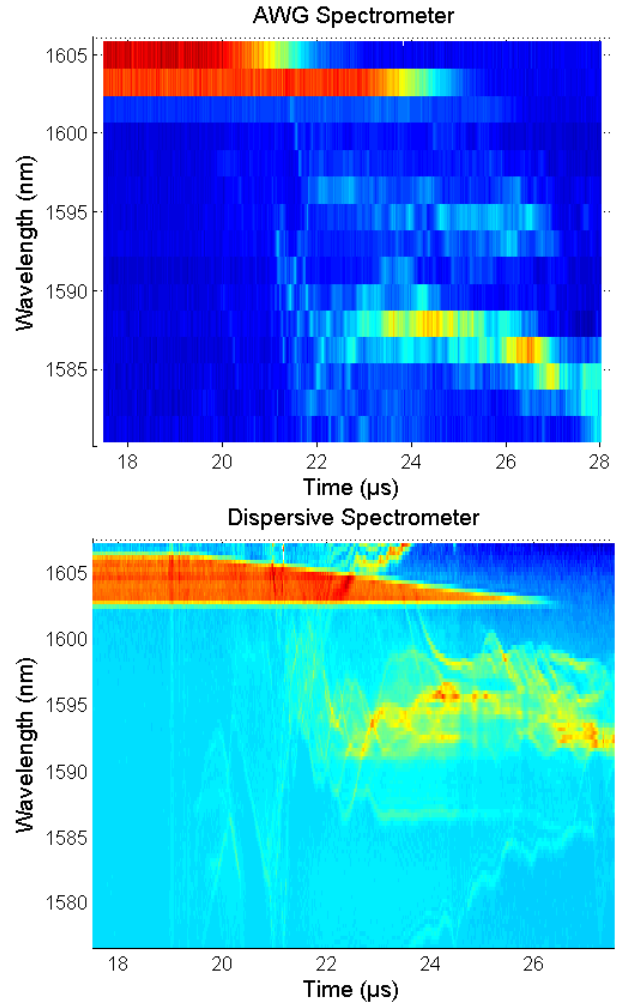 AWG Spectrometer
1605
1600
1595
1590
1585
Wavelength (nm)
18 20 22 24 26 28
Time (µs)
Dispersive Spectrometer
1605
1600
1595
1590
1585
1580
Wavelength (nm)
18 20 22 24 26
Time (µs)